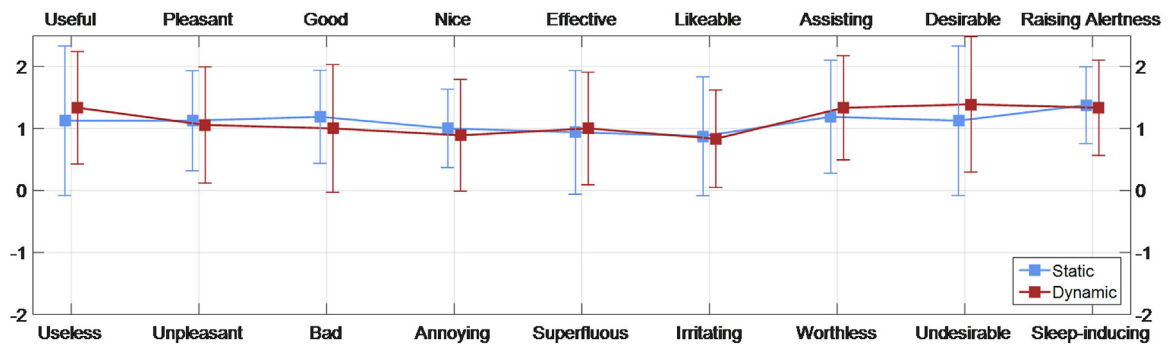 Useful Pleasant Good Nice Effective Likeable Assisting Desirable Raising Alertness
2 2
1 1
0 0
-1 -1
Static
Dynamic
-2 -2
Useless Unpleasant Bad Annoying Superfluous Irritating Worthless Undesirable Sleep-inducing